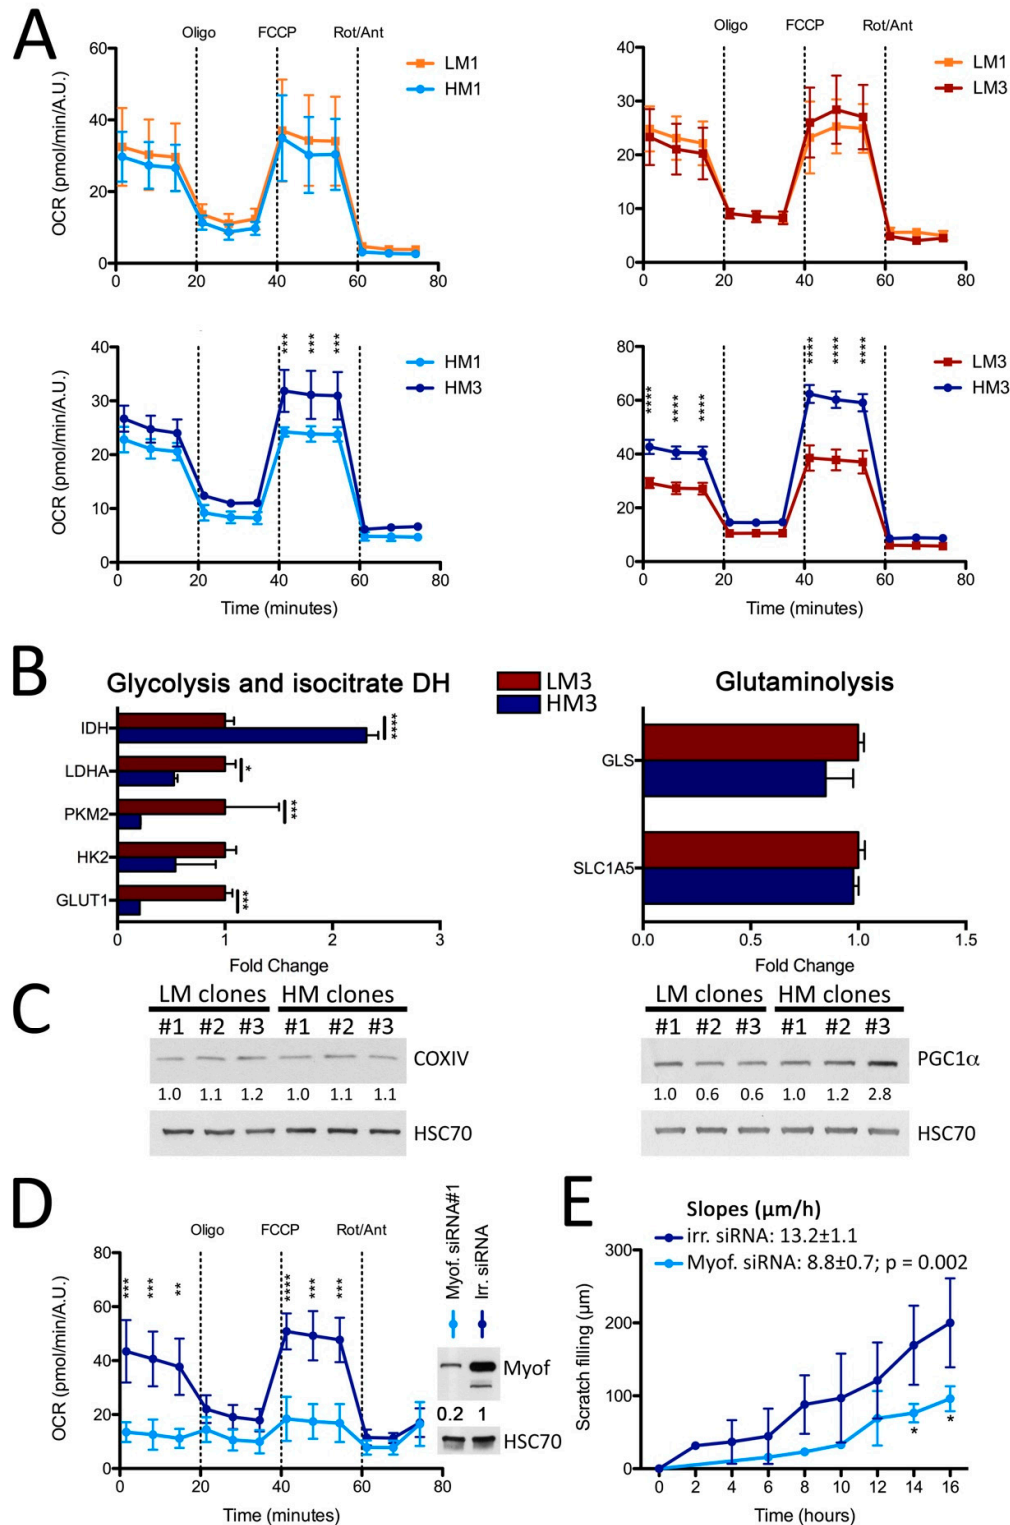 A
Oligo FCCP Rot/Ant
OCR (pmol/min/A.U.)
60
40
20
0
0 20 40 60 80
LM1
HM1
Oligo FCCP Rot/Ant
40
30
20
10
0
0 20 40 60 80
LM1
LM3
OCR (pmol/min/A.U.)
40
30
20
10
0
0 20 40 60 80
Time (minutes)
*** *** ***
HM1
HM3
80
60
40
20
0
0 20 40 60 80
Time (minutes)
**** **** **** **** **** ****
LM3
HM3
B
Glycolysis and isocitrate DH
LM3
HM3
Glutaminolysis
IDH
****
LDHA
*
PKM2
***
HK2
GLUT1
***
0 1 2 3
Fold Change
GLS
SLC1A5
0.0 0.5 1.0 1.5
Fold Change
C
LM clones HM clones
#1 #2 #3 #1 #2 #3
COXIV
1.0 1.1 1.2 1.0 1.1 1.1
HSC70
LM clones HM clones
#1 #2 #3 #1 #2 #3
PGC1α
1.0 0.6 0.6 1.0 1.2 2.8
HSC70
D
Oligo FCCP Rot/Ant
OCR (pmol/min/A.U.)
80
60
40
20
0
0 20 40 60 80
Time (minutes)
*** *** ** **** *** ***
Myof. siRNA#1
Irr. siRNA
Myof
0.2 1
HSC70
E
Slopes (µm/h)
irr. siRNA: 13.2±1.1
Myof. siRNA: 8.8±0.7; p = 0.002
Scratch filling (µm)
300
200
100
0
0 2 4 6 8 10 12 14 16
Time (hours)
* *